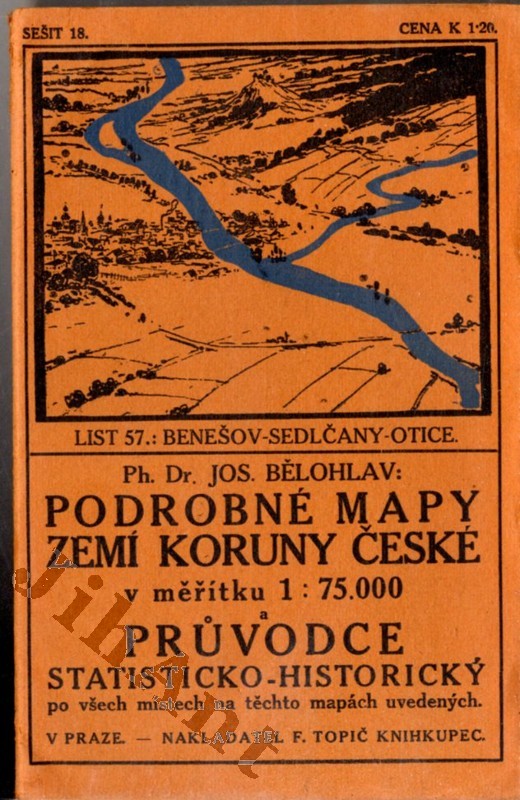 SEŠIT 18.
CENA K 1·20.
LIST 57.: BENEŠOV-SEDLČANY-OTICE.
Ph. Dr. JOS. BĚLOHLAV:
PODROBNÉ MAPY
ZEMÍ KORUNY ČESKÉ
v měřítku 1 : 75.000
a
PRŮVODCE
STATISTICKO-HISTORICKÝ
po všech místech na těchto mapách uvedených.
V PRAZE. — NAKLADATEL F. TOPIČ KNIHKUPEC.
JihAnt